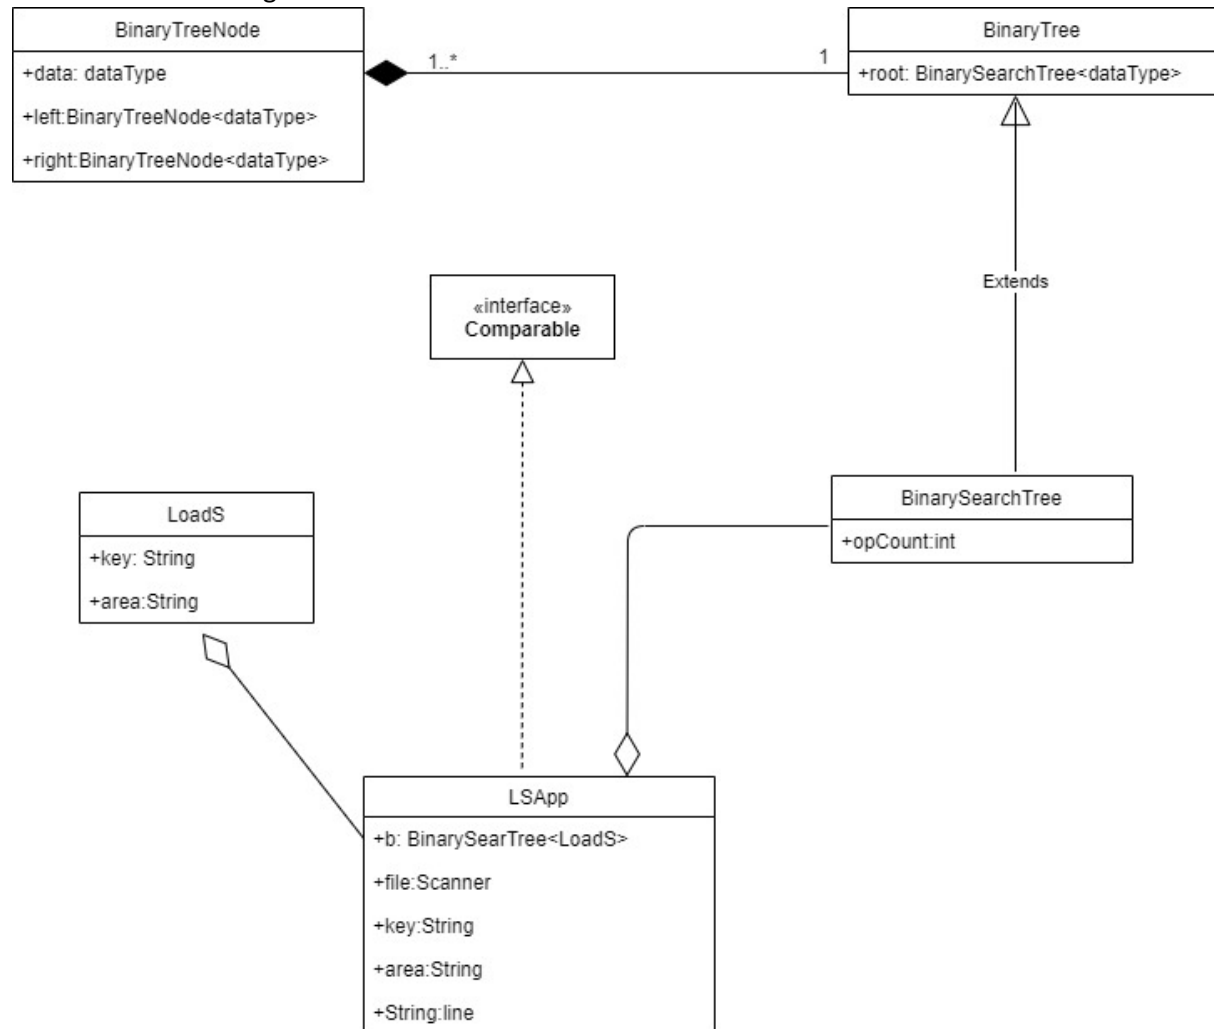 BinaryTreeNode
+data: dataType
+left:BinaryTreeNode<dataType>
+right:BinaryTreeNode<dataType>
1..*
1
BinaryTree
+root: BinarySearchTree<dataType>
Extends
«interface»
Comparable
BinarySearchTree
+opCount:int
LoadS
+key: String
+area:String
LSApp
+b: BinarySearTree<LoadS>
+file:Scanner
+key:String
+area:String
+String:line